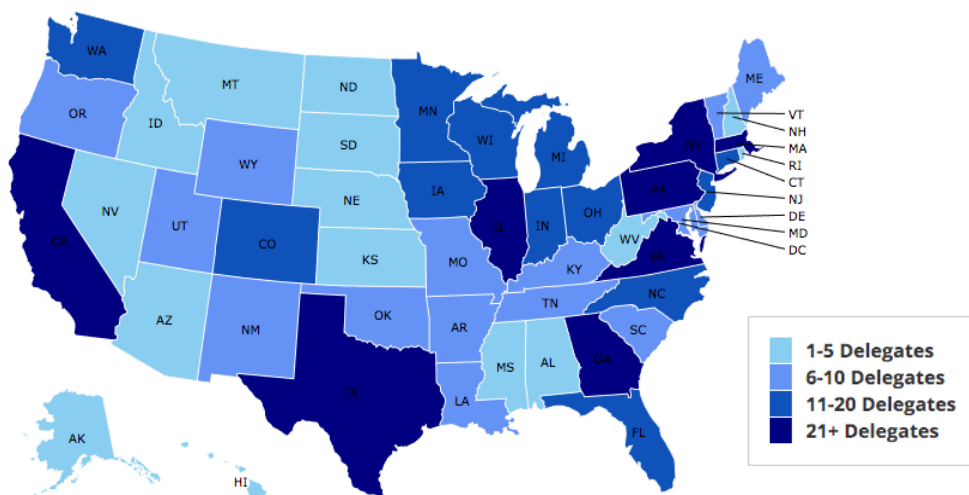 WA
MT
ND
MN
ME
OR
ID
SD
WI
MI
NY
VT
NH
MA
RI
CT
NJ
DE
MD
DC
WY
NE
IA
PA
NV
UT
CO
IL
IN
OH
WV
VA
CA
KS
MO
KY
AZ
NM
OK
AR
TN
NC
SC
MS
AL
GA
TX
LA
FL
AK
HI
1-5 Delegates
6-10 Delegates
11-20 Delegates
21+ Delegates